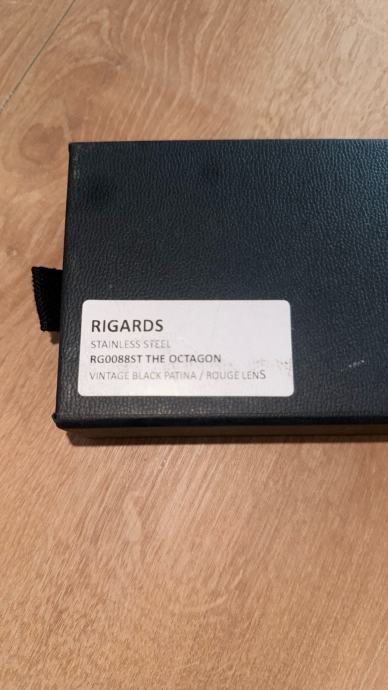 RIGARDS
STAINLESS STEEL
RG0088ST THE OCTAGON
VINTAGE BLACK PATINA / ROUGE LENS